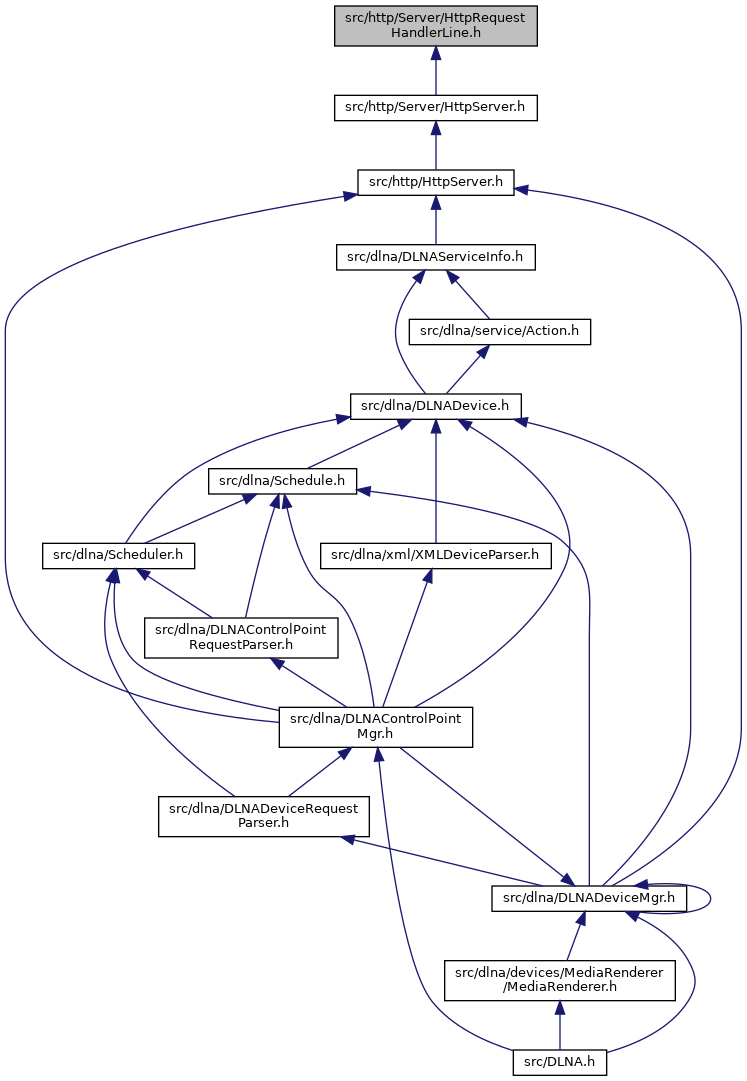 src/http/Server/HttpRequest
HandlerLine.h
src/http/Server/HttpServer.h
src/http/HttpServer.h
src/dlna/DLNAServiceInfo.h
src/dlna/service/Action.h
src/dlna/DLNADevice.h
src/dlna/Schedule.h
src/dlna/Scheduler.h
src/dlna/xml/XMLDeviceParser.h
src/dlna/DLNAControlPoint
RequestParser.h
src/dlna/DLNAControlPoint
Mgr.h
src/dlna/DLNADeviceRequest
Parser.h
src/dlna/DLNADeviceMgr.h
src/dlna/devices/MediaRenderer
/MediaRenderer.h
src/DLNA.h